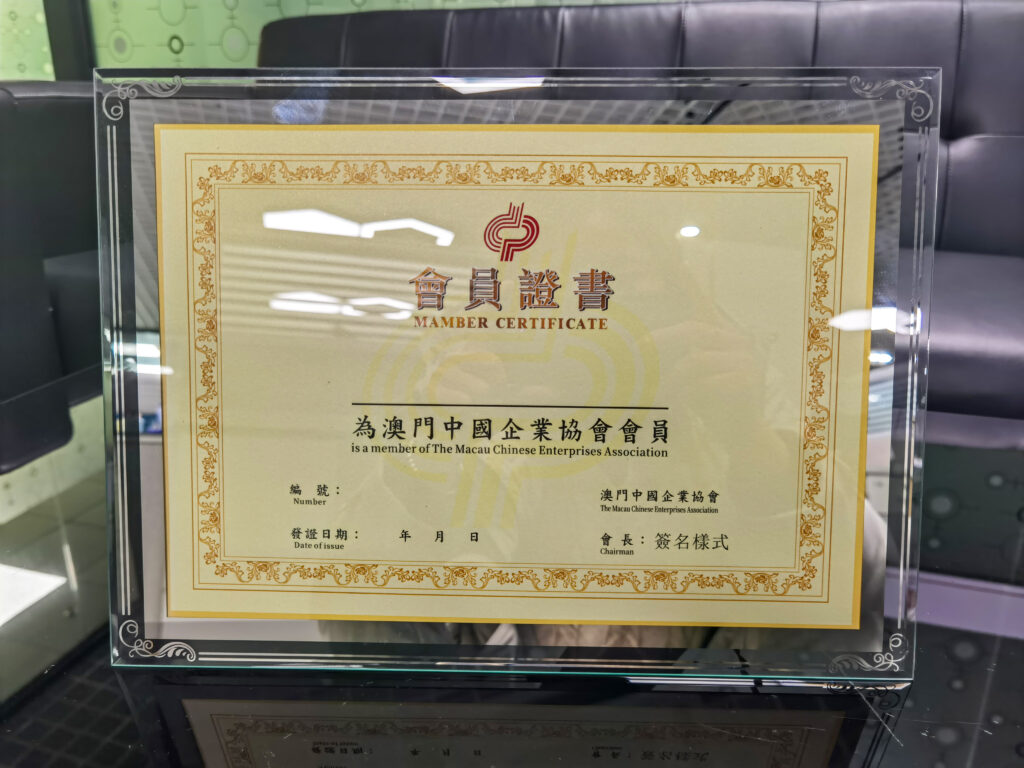 會員證書
MAMBER CERTIFICATE
為澳門中國企業協會會員
is a member of The Macau Chinese Enterprises Association
編 號：
Number
澳門中國企業協會
The Macau Chinese Enterprises Association
發證日期： 年 月 日
Date of issue
會 長：簽名樣式
Chairman